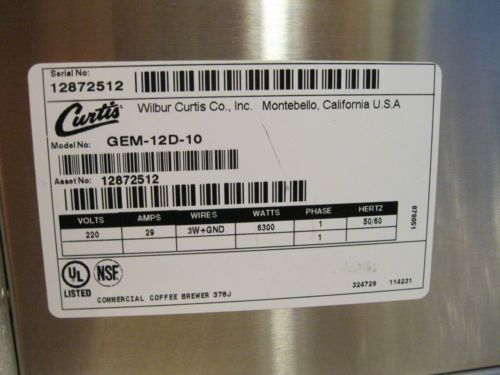 Serial No:
12872512
Curtis Wilbur Curtis Co., Inc. Montebello, California U.S.A
Model No: GEM-12D-10
Asset No: 12872512
VOLTS AMPS WIRES WATTS PHASE HERTZ
220 29 3W+GND 6300 1 50/60
1
878051
UL NSF
LISTED
COMMERCIAL COFFEE BREWER 378J
324729 114231